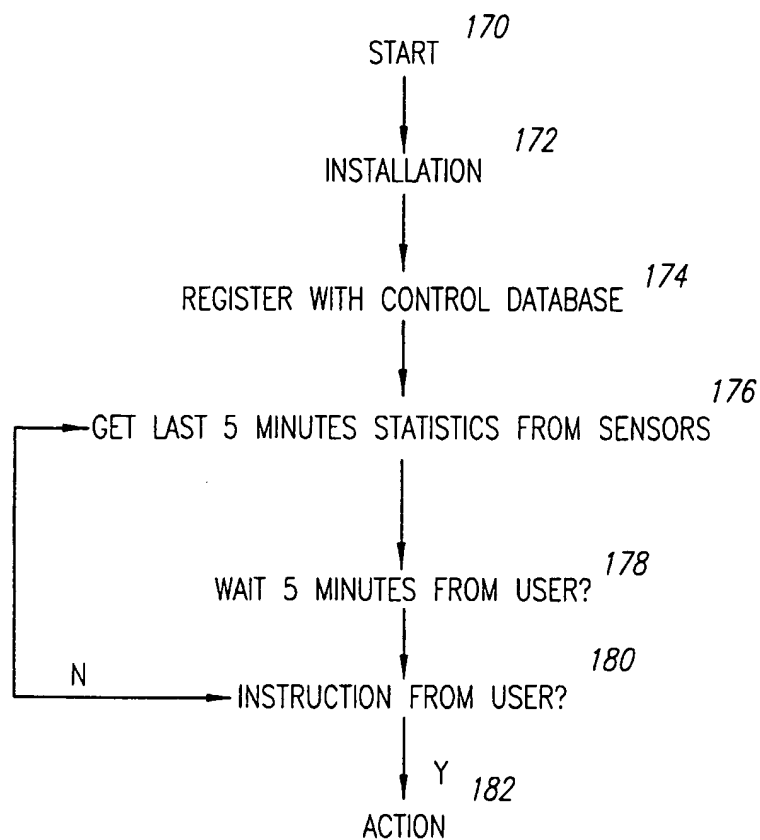 170
START
172
INSTALLATION
174
REGISTER WITH CONTROL DATABASE
176
GET LAST 5 MINUTES STATISTICS FROM SENSORS
178
WAIT 5 MINUTES FROM USER?
180
N
INSTRUCTION FROM USER?
Y
182
ACTION